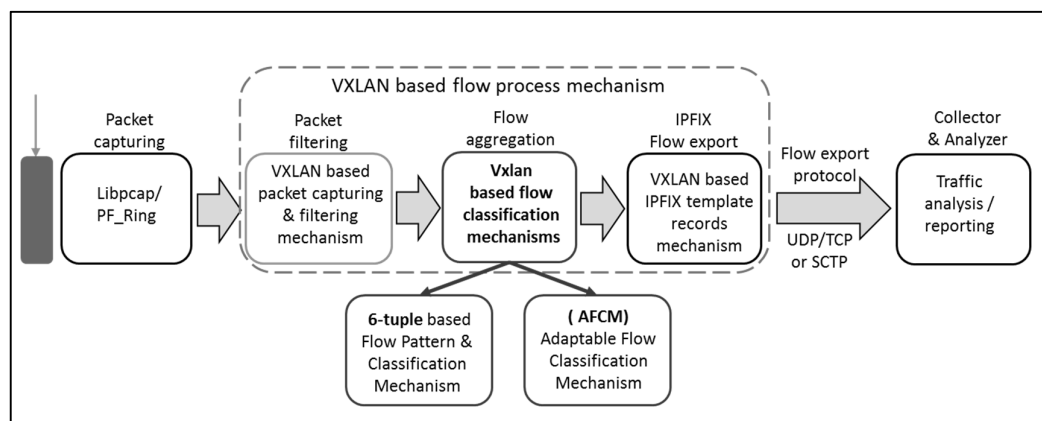 VXLAN based flow process mechanism
Packet
capturing
Libpcap/
PF_Ring
Packet
filtering
VXLAN based
packet capturing
& filtering
mechanism
Flow
aggregation
Vxlan
based flow
classification
mechanisms
IPFIX
Flow export
VXLAN based
IPFIX template
records
mechanism
Flow export
protocol
UDP/TCP
or SCTP
Collector
& Analyzer
Traffic
analysis /
reporting
6-tuple based
Flow Pattern &
Classification
Mechanism
( AFCM)
Adaptable Flow
Classification
Mechanism